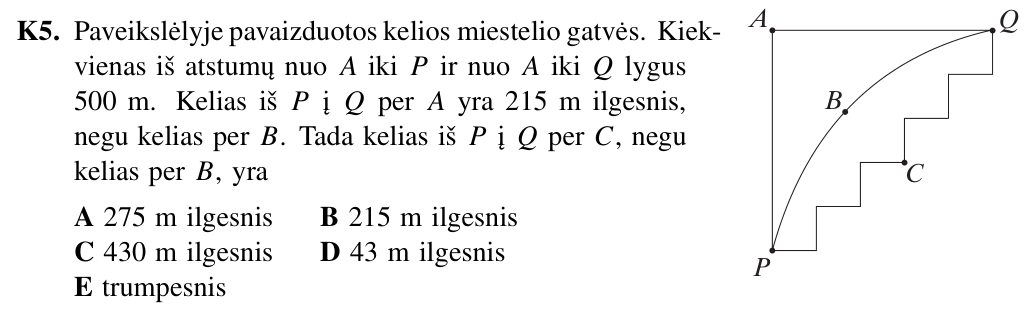 K5. Paveikslėlyje pavaizduotos kelios miestelio gatvės. Kiek-
vienas iš atstumų nuo A iki P ir nuo A iki Q lygus
500 m. Kelias iš P į Q per A yra 215 m ilgesnis,
negu kelias per B. Tada kelias iš P į Q per C, negu
kelias per B, yra
A 275 m ilgesnis B 215 m ilgesnis
C 430 m ilgesnis D 43 m ilgesnis
E trumpesnis
A
Q
B
C
P